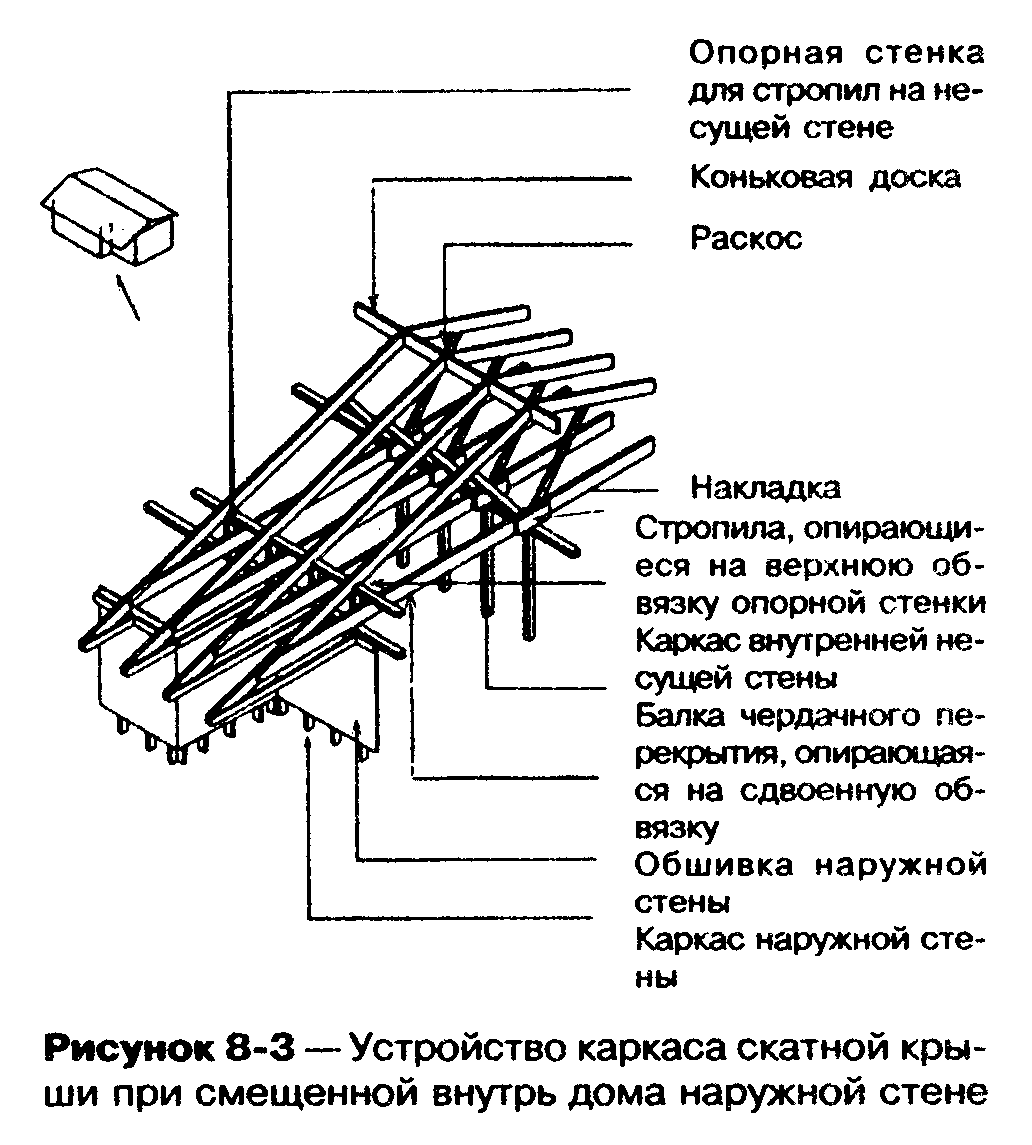 Опорная стенка
для стропил на не-
сущей стене
Коньковая доска
Раскос
Накладка
Стропила, опирающи-
еся на верхнюю об-
вязку опорной стенки
Каркас внутренней не-
сущей стены
Балка чердачного пе-
рекрытия, опирающая-
ся на сдвоенную об-
вязку
Обшивка наружной
стены
Каркас наружной сте-
ны
Рисунок 8-3 — Устройство каркаса скатной кры-
ши при смещенной внутрь дома наружной стене